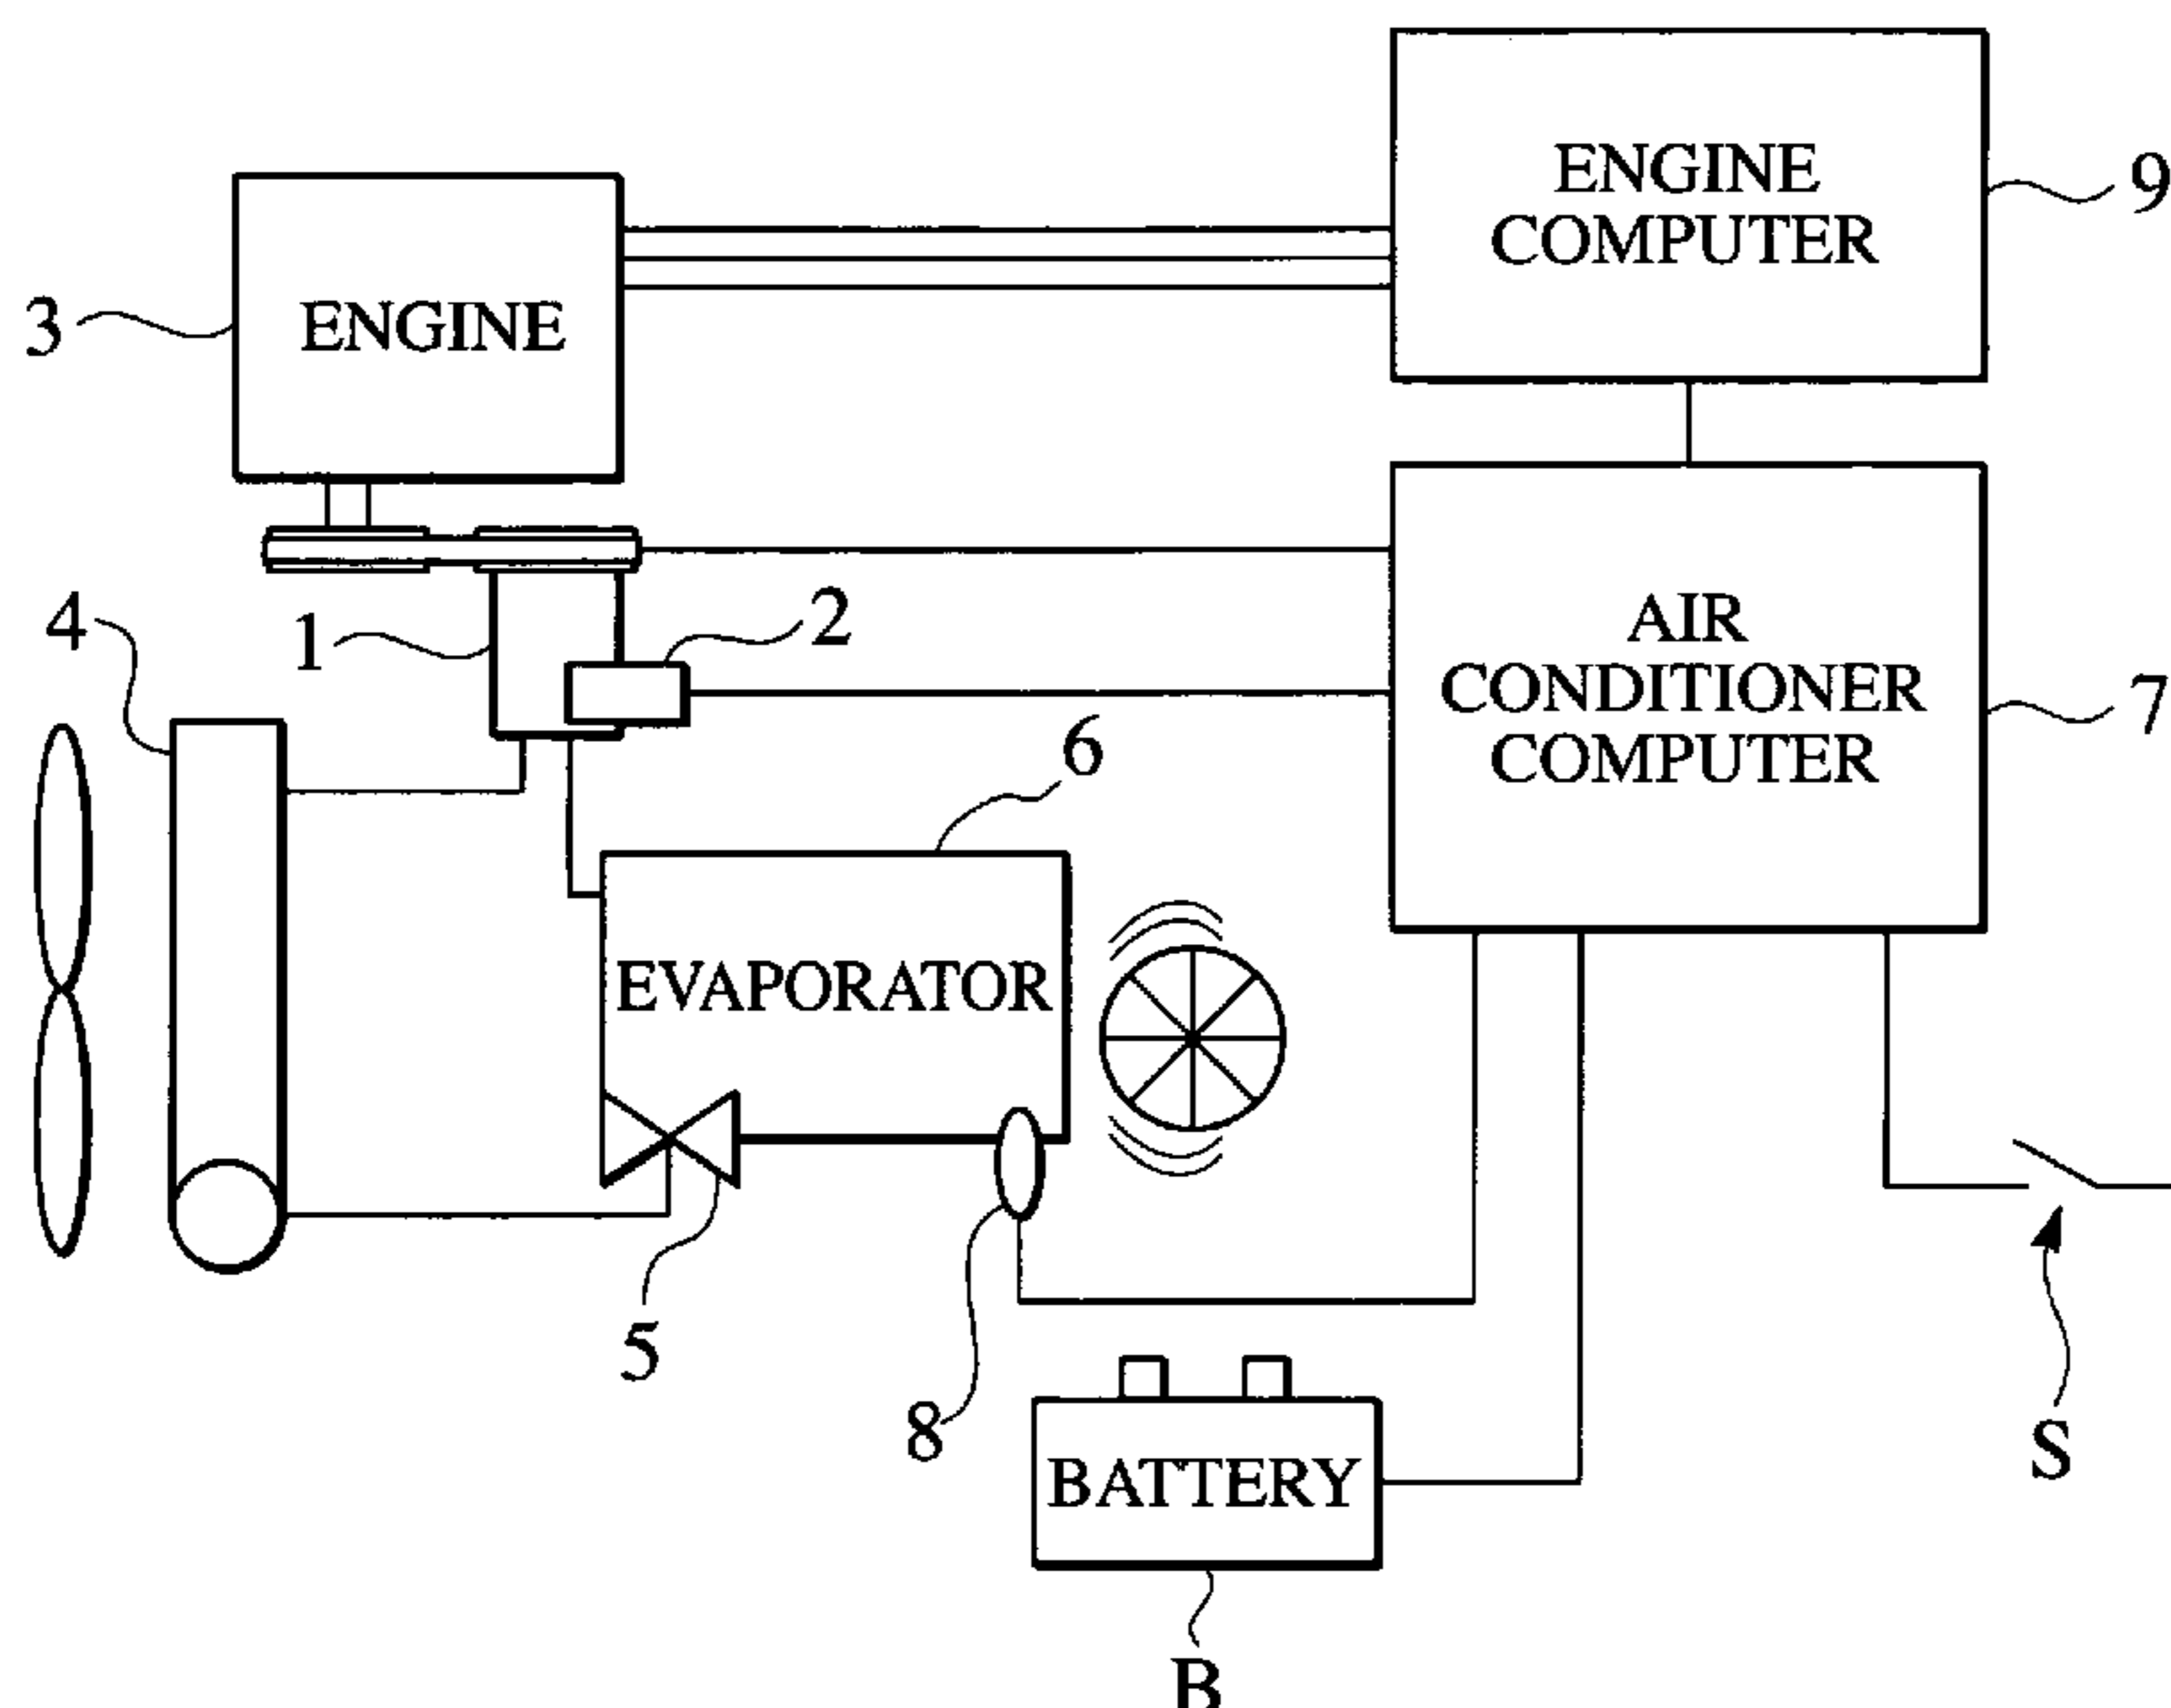 ENGINE
COMPUTER
9
3
ENGINE
4
1
2
AIR
CONDITIONER
COMPUTER
7
6
EVAPORATOR
5
8
BATTERY
S
B